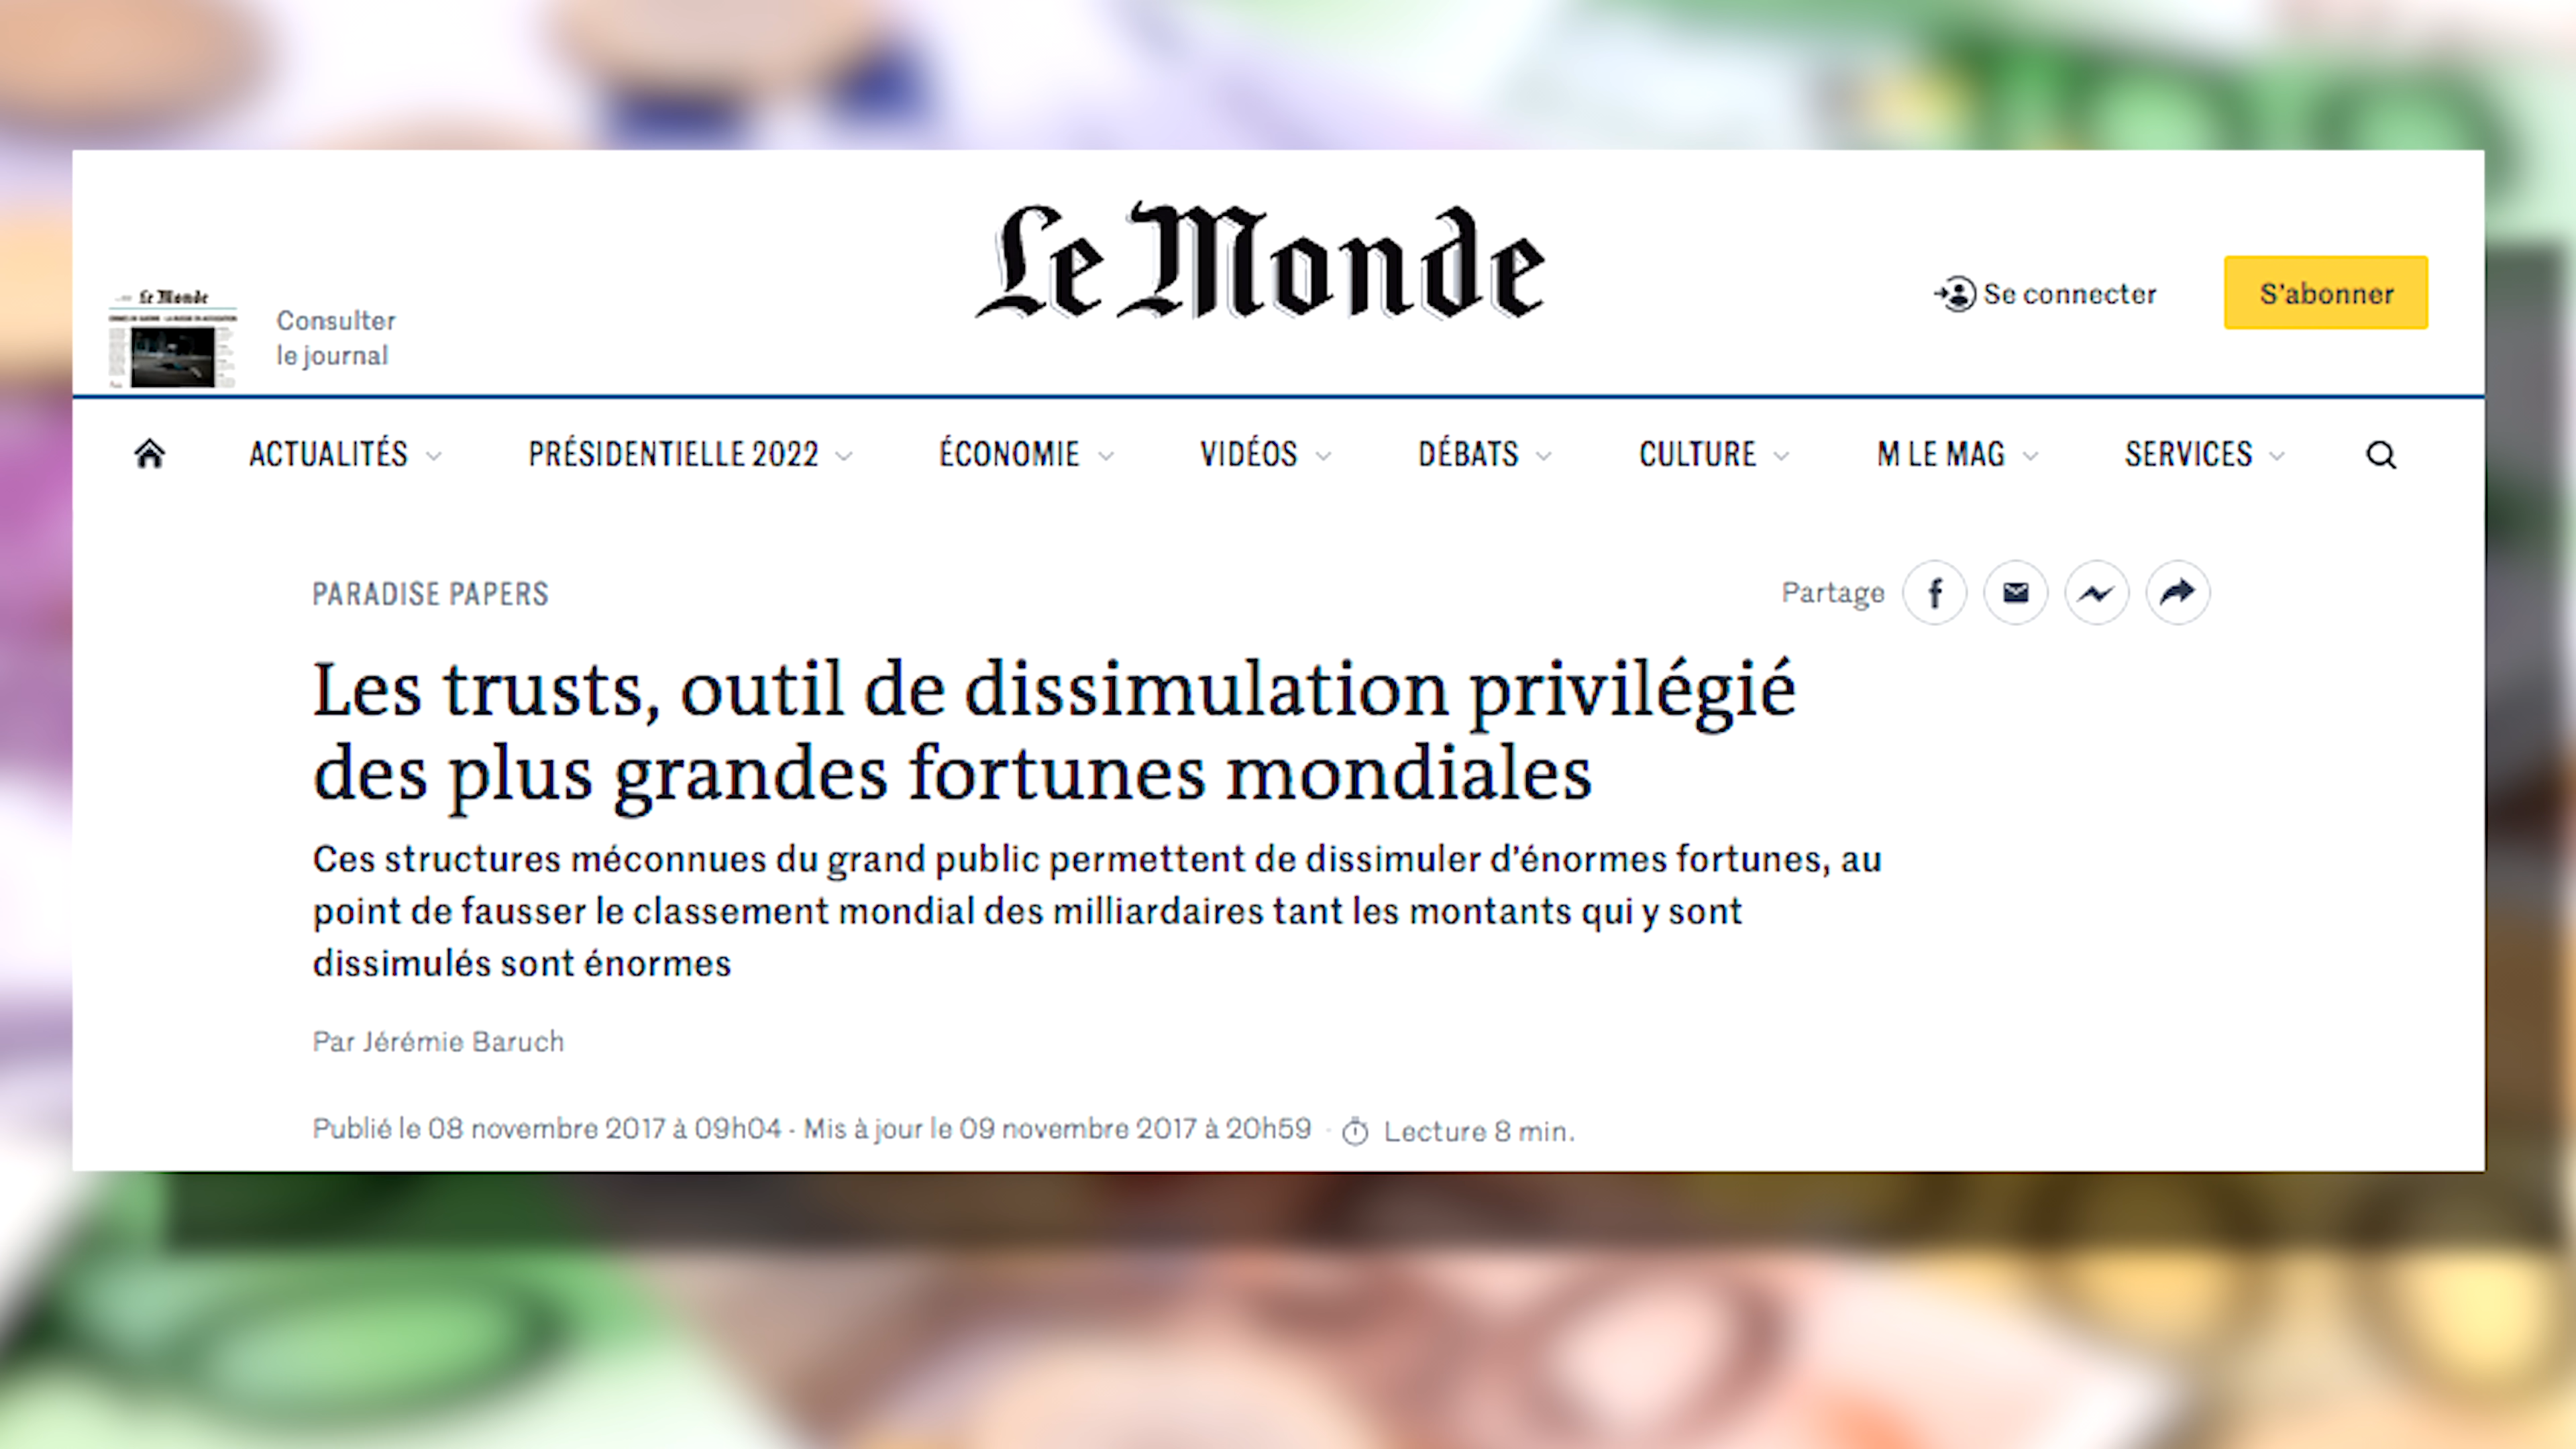 Le Monde
Le Monde
Consulter
le journal
Se connecter
S'abonner
ACTUALITÉS PRÉSIDENTIELLE 2022 ÉCONOMIE VIDÉOS DÉBATS CULTURE M LE MAG SERVICES
PARADISE PAPERS
Partage
Les trusts, outil de dissimulation privilégié
des plus grandes fortunes mondiales
Ces structures méconnues du grand public permettent de dissimuler d'énormes fortunes, au
point de fausser le classement mondial des milliardaires tant les montants qui y sont
dissimulés sont énormes
Par Jérémie Baruch
Publié le 08 novembre 2017 à 09h04 - Mis à jour le 09 novembre 2017 à 20h59 · Lecture 8 min.